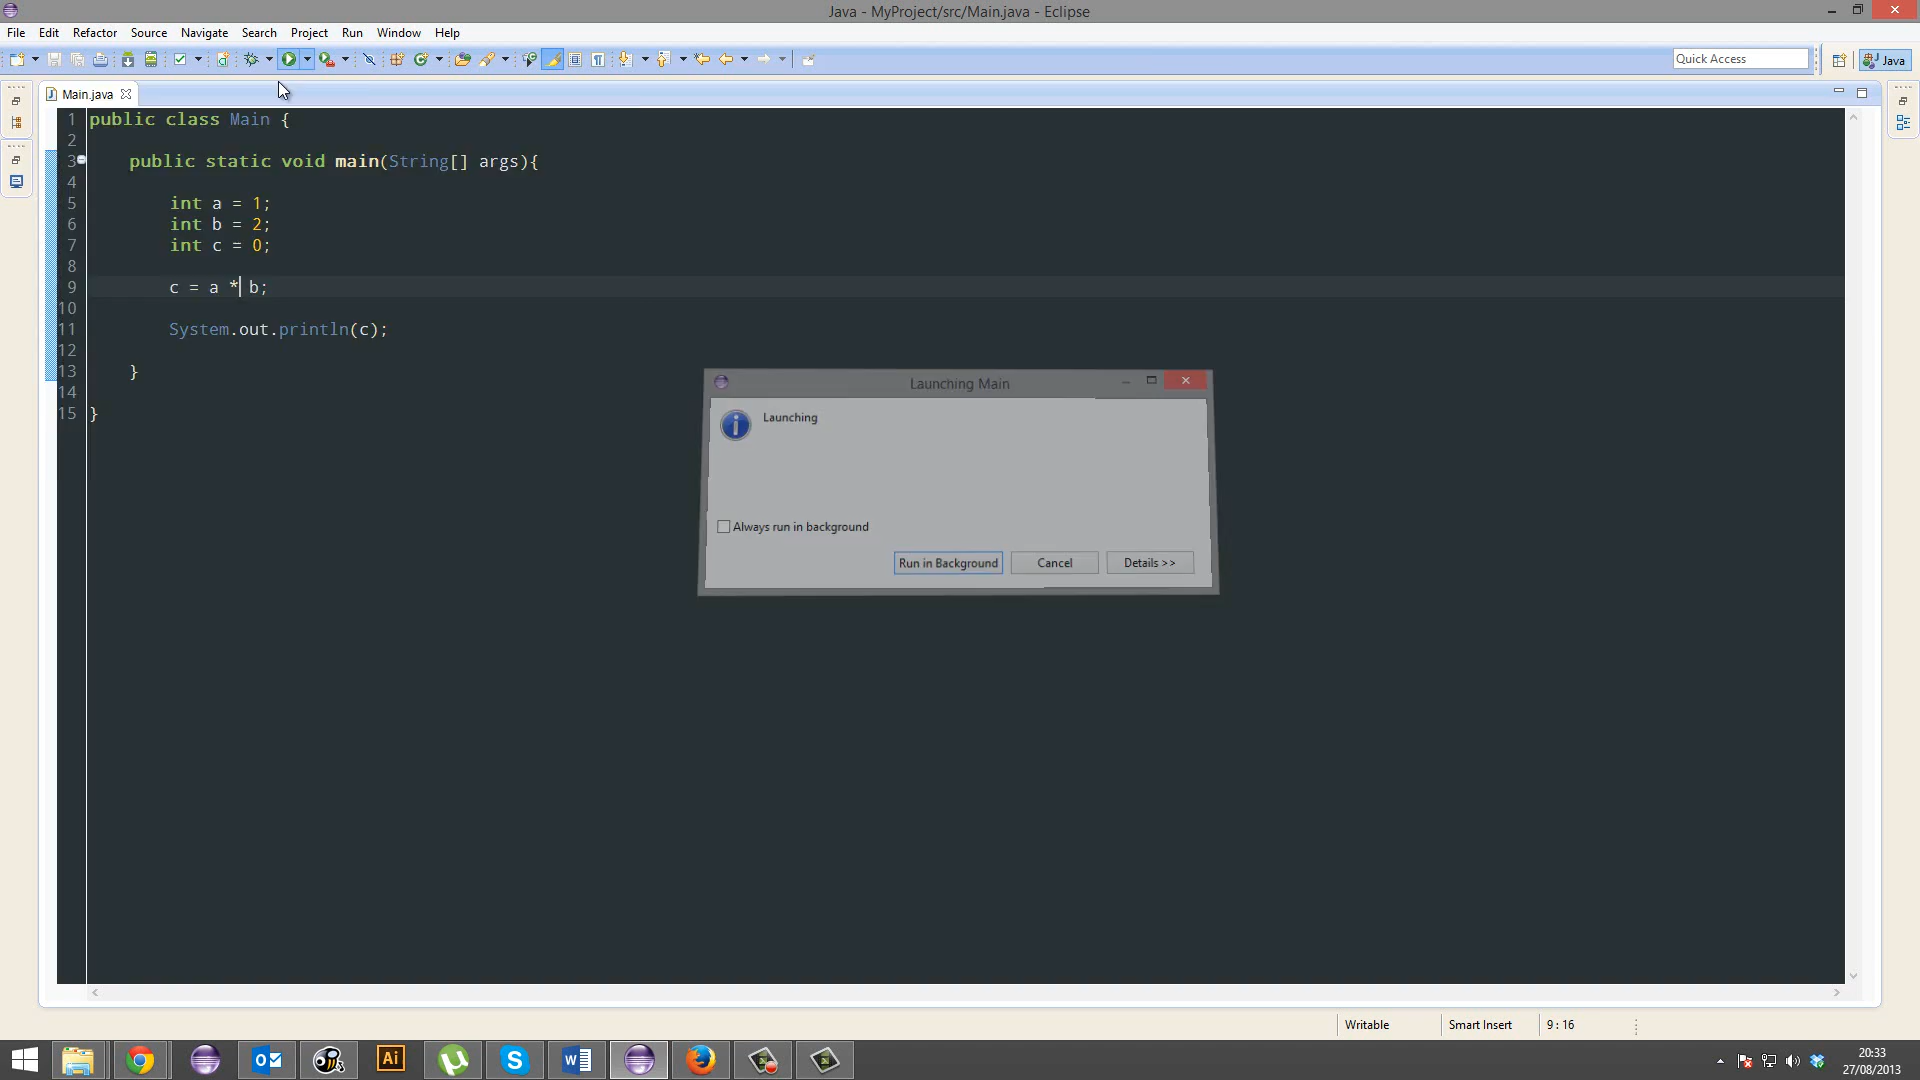 Java - MyProject/src/Main.java - Eclipse
File Edit Refactor Source Navigate Search Project Run Window Help
Quick Access
Java
Main.java
1 public class Main {
2
3 public static void main(String[] args){
4
5 int a = 1;
6 int b = 2;
7 int c = 0;
8
9 c = a * b;
10
11 System.out.println(c);
12
13 }
14
15 }
Launching Main
Launching
Always run in background
Run in Background Cancel Details >>
Writable Smart Insert 9 : 16
20:33
27/08/2013